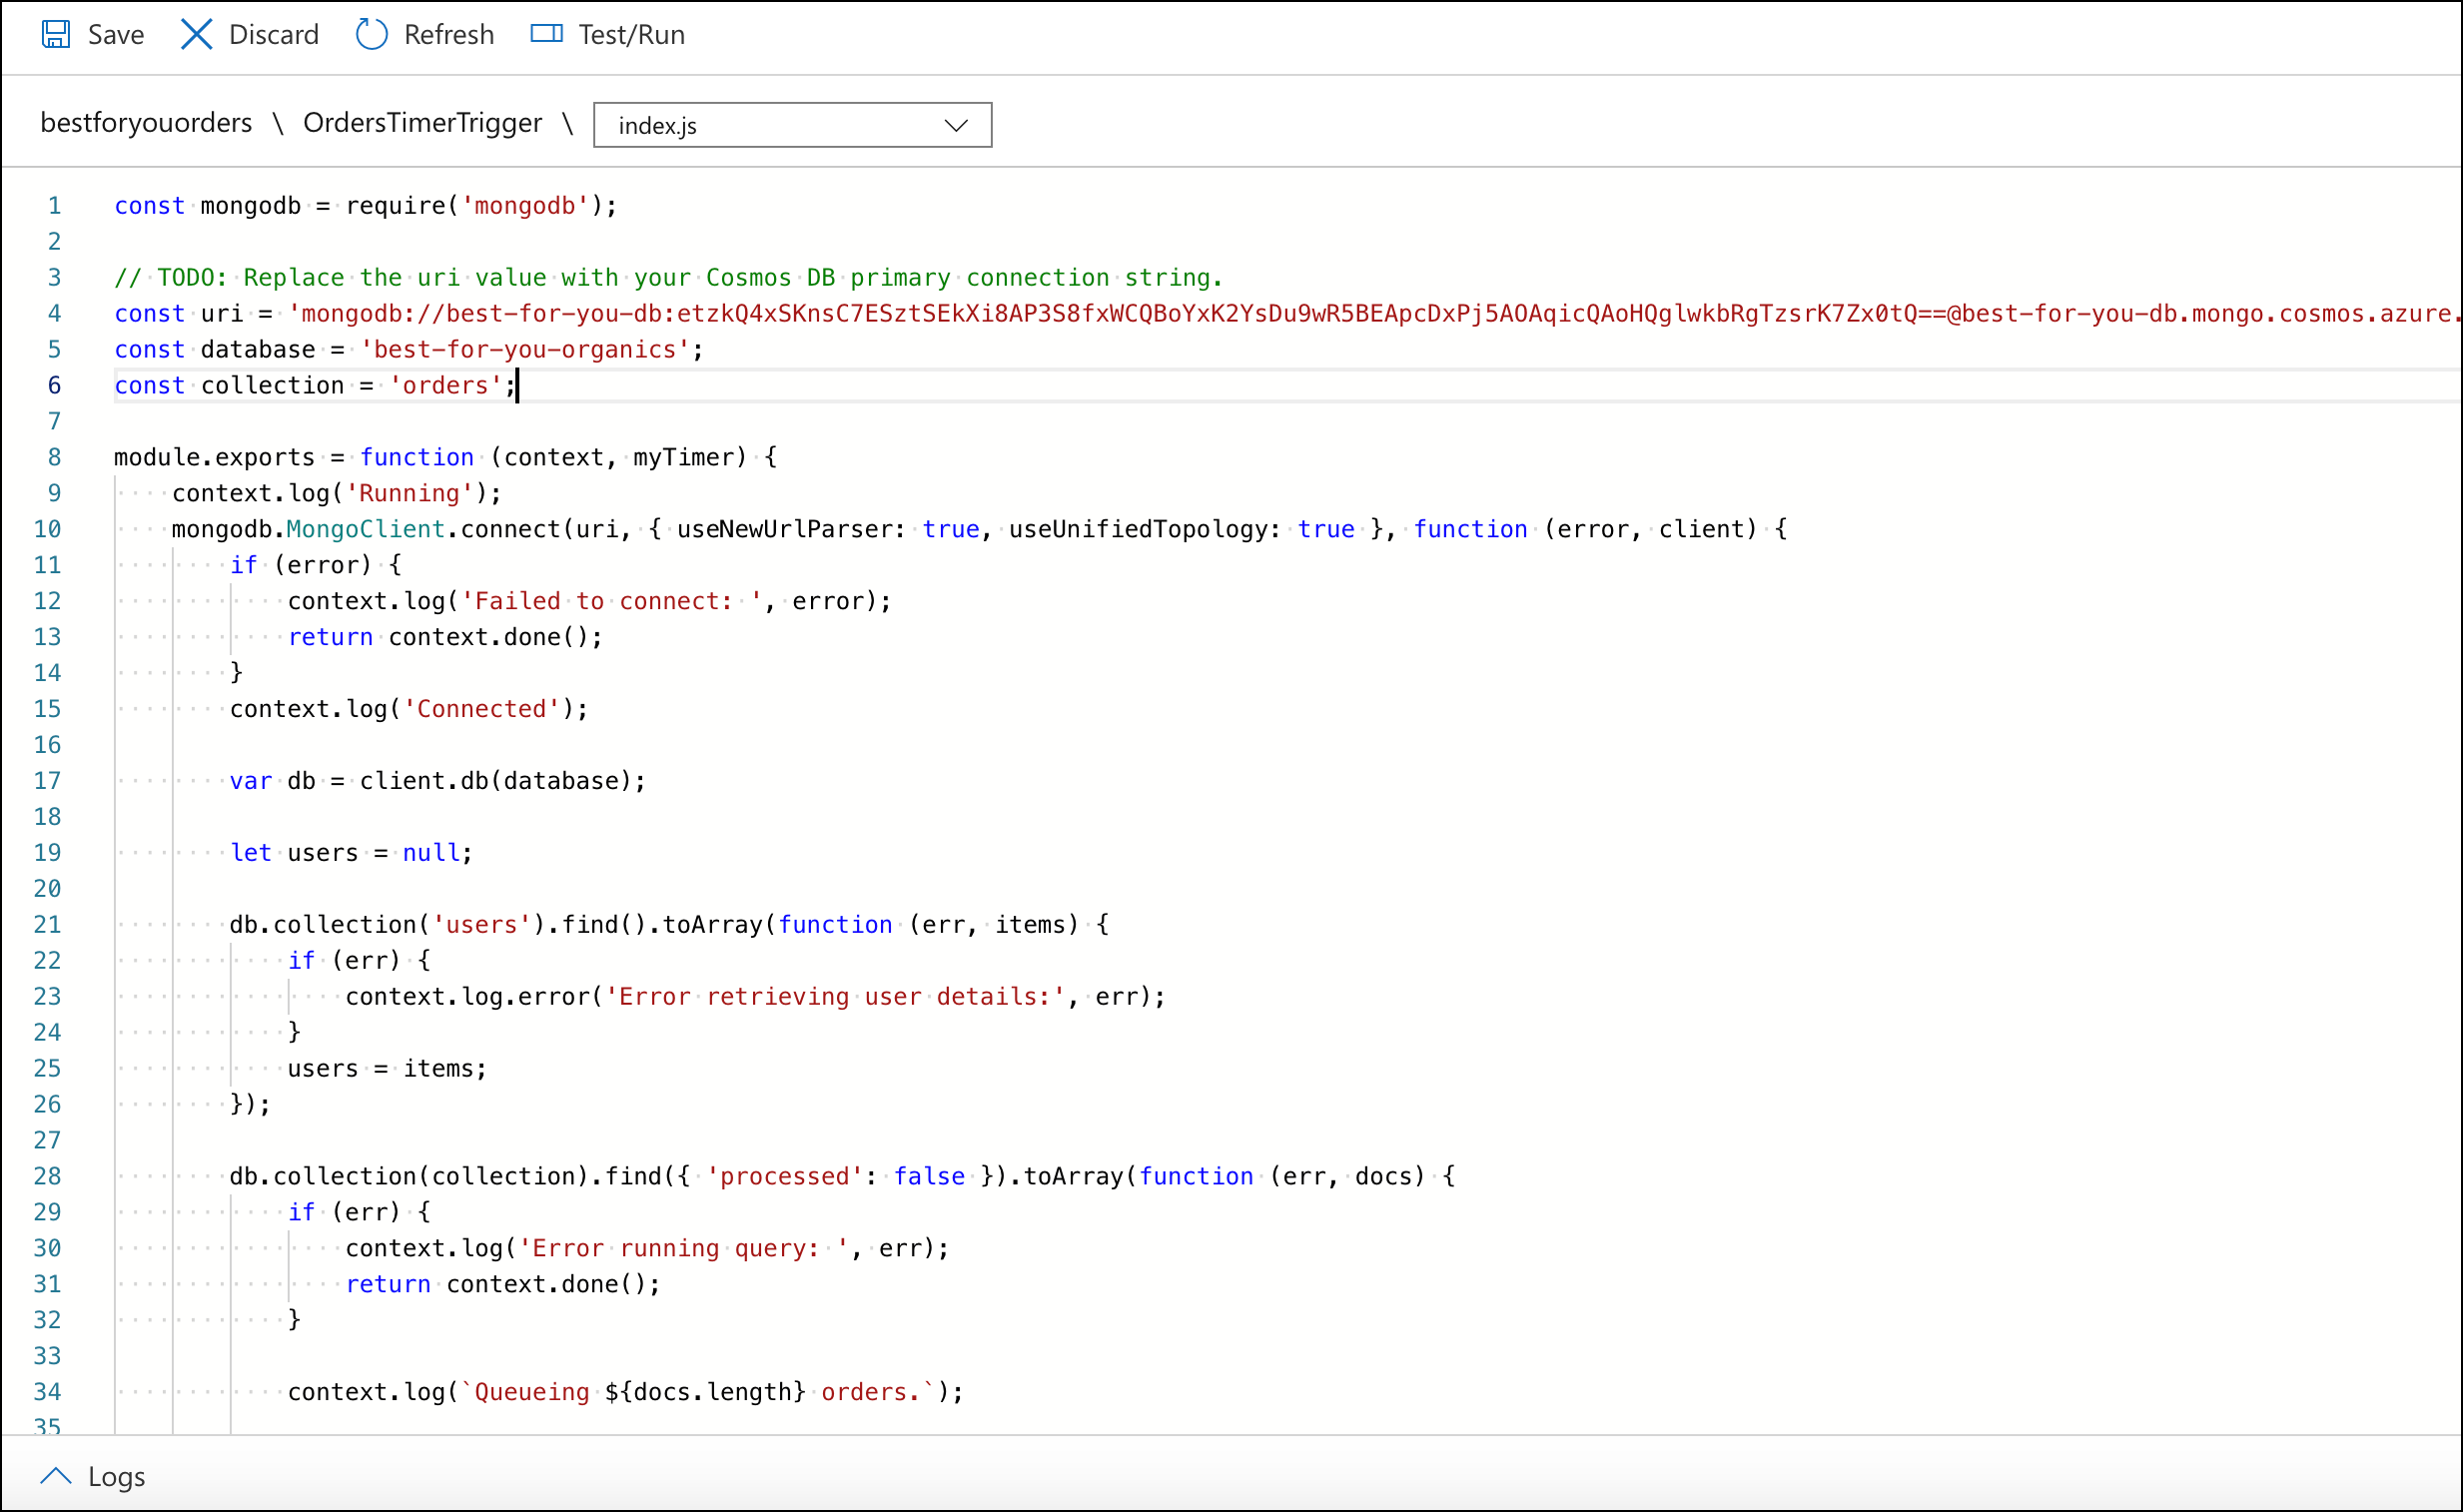 Save Discard Refresh Test/Run
bestforyouorders \ OrdersTimerTrigger \ index.js
1 const mongodb = require('mongodb');
2
3 // TODO: Replace the uri value with your Cosmos DB primary connection string.
4 const uri = 'mongodb://best-for-you-db:etzkQ4xSKnsC7ESztSEkXi8AP3S8fxWCQBoYxK2YsDu9wR5BEApcDxPj5AOAqicQAoHQglwkbRgTzsrK7Zx0tQ==@best-for-you-db.mongo.cosmos.azure.
5 const database = 'best-for-you-organics';
6 const collection = 'orders';
7
8 module.exports = function (context, myTimer) {
9     context.log('Running');
10     mongodb.MongoClient.connect(uri, { useNewUrlParser: true, useUnifiedTopology: true }, function (error, client) {
11         if (error) {
12             context.log('Failed to connect: ', error);
13             return context.done();
14         }
15         context.log('Connected');
16
17         var db = client.db(database);
18
19         let users = null;
20
21         db.collection('users').find().toArray(function (err, items) {
22             if (err) {
23                 context.log.error('Error retrieving user details:', err);
24             }
25             users = items;
26         });
27
28         db.collection(collection).find({ 'processed': false }).toArray(function (err, docs) {
29             if (err) {
30                 context.log('Error running query: ', err);
31                 return context.done();
32             }
33
34             context.log(`Queueing ${docs.length} orders.`);
35
Logs